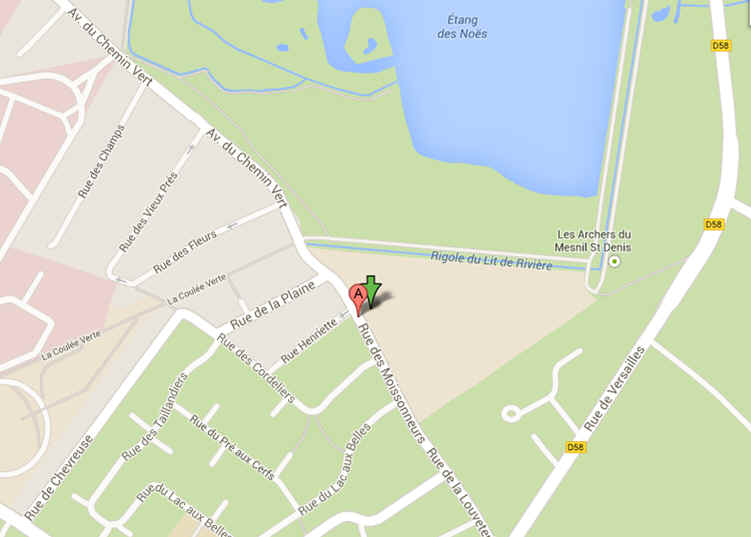 Étang
des Noës
D58
Av. du Chemin Vert
Av. du Chemin Vert
Rue des Champs
Rue des Vieux Prés
Rue des Fleurs
D58
Les Archers du
Mesnil St Denis
Rigole du Lit de Rivière
La Coulée Verte
Rue de la Plaine
A
La Coulée Verte
Rue Henriette
Rue des Cordeliers
Rue des Moissonneurs
Rue de Versailles
Rue des Taillandiers
Rue du Pré aux Cerfs
Rue du Lac aux Belles
D58
Rue de Chevreuse
Rue de la Louvete
Rue du Lac aux Belles